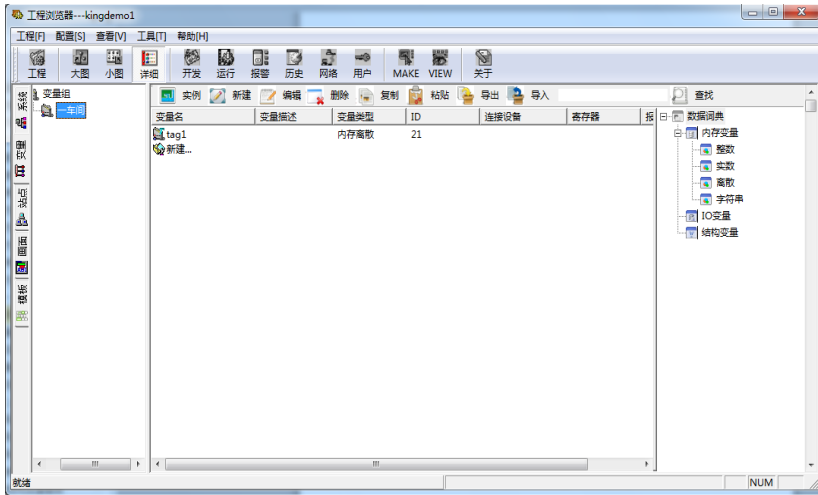 工程浏览器---kingdemo1
工程[F] 配置[S] 查看[V] 工具[T] 帮助[H]
工程 大图 小图 详细 开发 运行 报警 历史 网络 用户 MAKE VIEW 关于
系统
变量
站点
画面
模板
变量组
一车间
实例 新建 编辑 删除 复制 粘贴 导出 导入 查找
变量名 变量描述 变量类型 ID 连接设备 寄存器 报
tag1 内存离散 21
新建...
数据词典
内存变量
整数
实数
离散
字符串
IO变量
结构变量
就绪 NUM